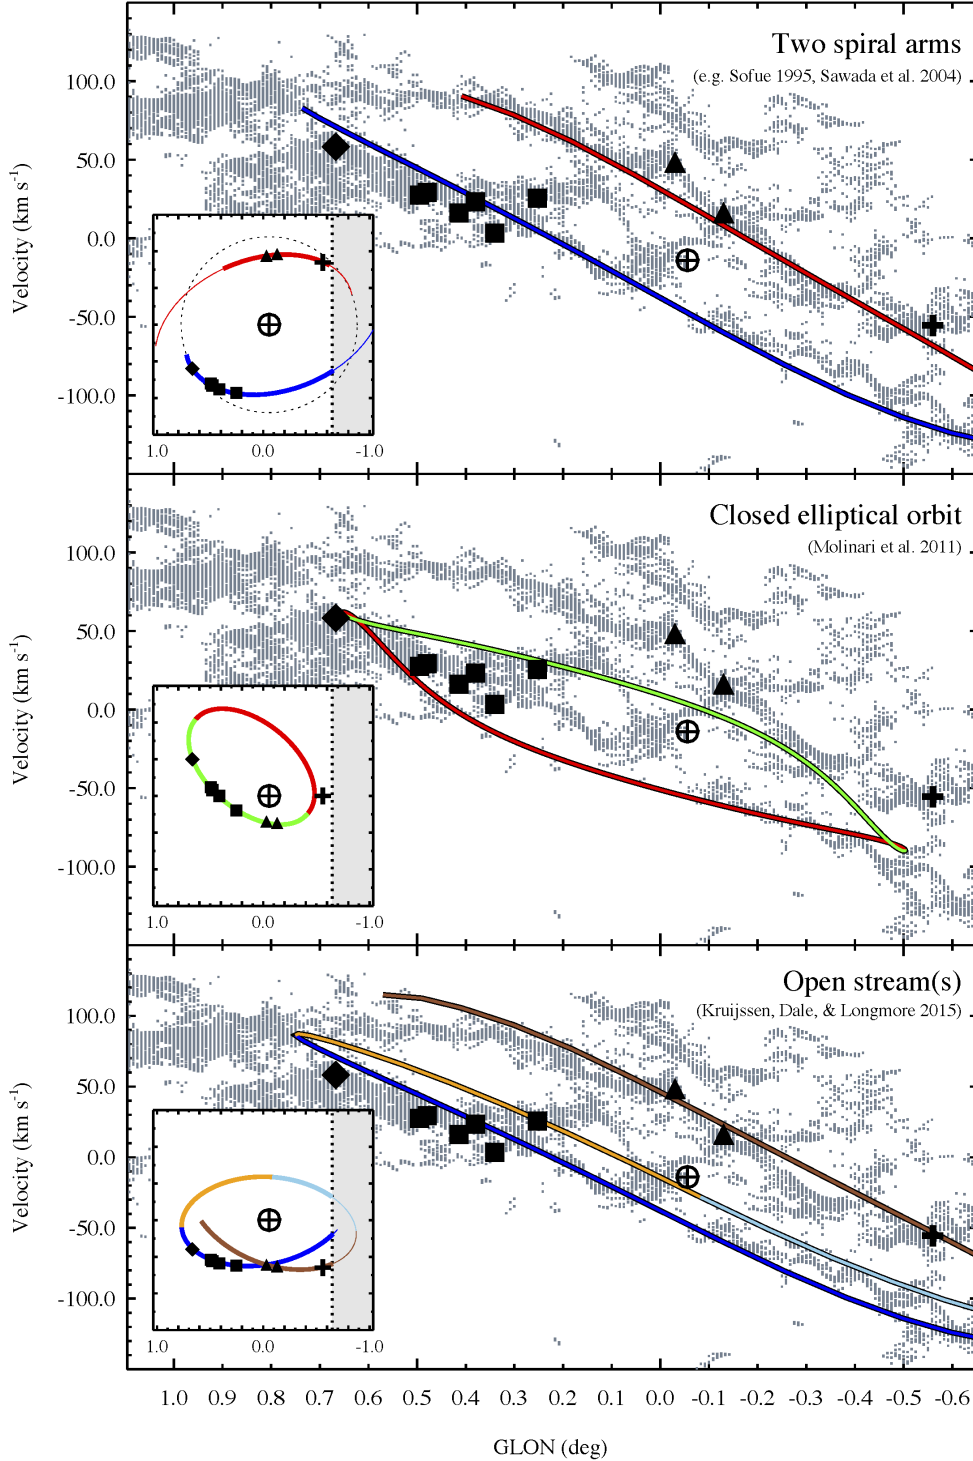 Two spiral arms
(e.g. Sofue 1995, Sawada et al. 2004)
100.0
50.0
0.0
-50.0
-100.0
Velocity (km s⁻¹)
1.0 0.0 -1.0
Closed elliptical orbit
(Molinari et al. 2011)
100.0
50.0
0.0
-50.0
-100.0
Velocity (km s⁻¹)
1.0 0.0 -1.0
Open stream(s)
(Kruijssen, Dale, & Longmore 2015)
100.0
50.0
0.0
-50.0
-100.0
Velocity (km s⁻¹)
1.0 0.0 -1.0
1.0 0.9 0.8 0.7 0.6 0.5 0.4 0.3 0.2 0.1 0.0 -0.1 -0.2 -0.3 -0.4 -0.5 -0.6
GLON (deg)